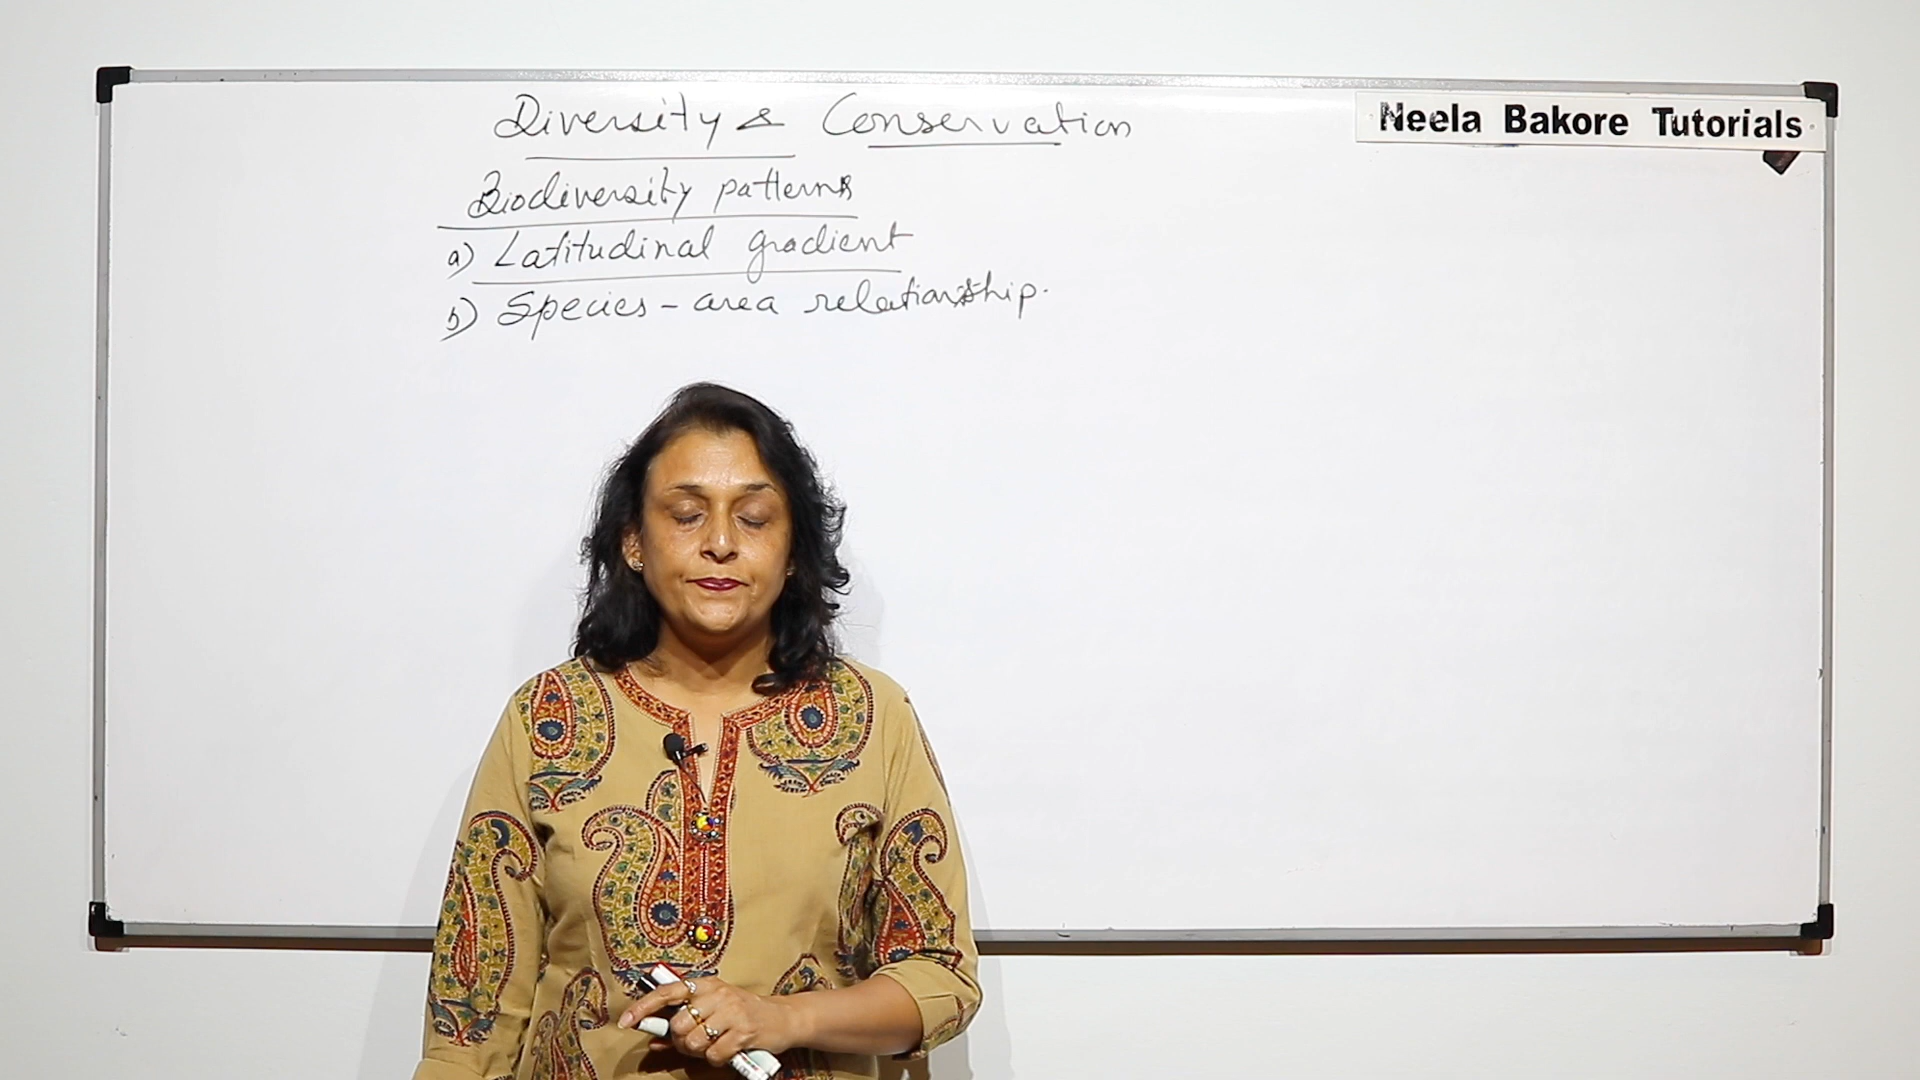 Diversity & Conservation
Neela Bakore Tutorials
Biodiversity patterns
a) Latitudinal gradient
b) Species - area relationship.